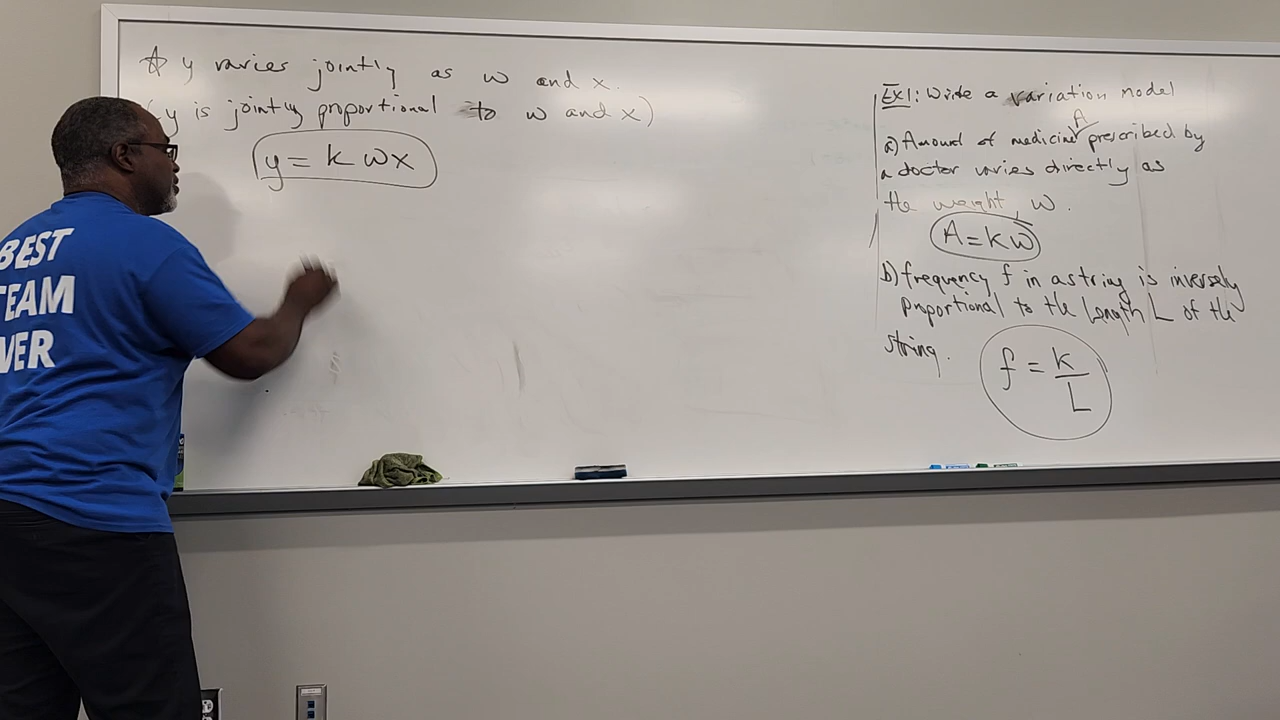 ☆ y varies jointly as w and x.
(y is jointly proportional to w and x)
y = k w x
Ex1: Write a variation model
a) Amount of medicine A prescribed by
a doctor varies directly as
the weight, w.
A = k w
b) frequency f in a string is inversely
proportional to the length L of the
string.
f = k
L
BEST
TEAM
VER